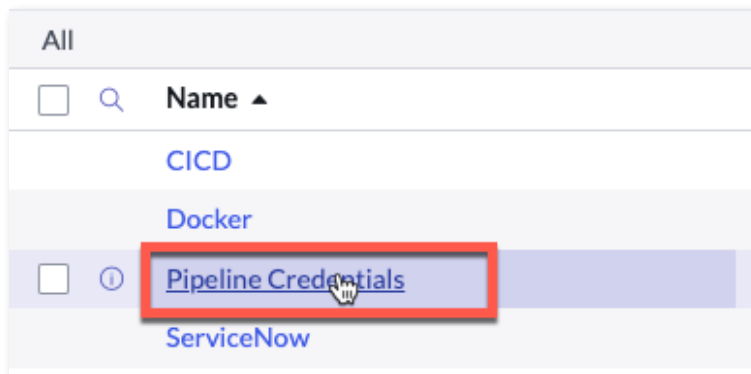 All
Name
CICD
Docker
Pipeline Credentials
ServiceNow